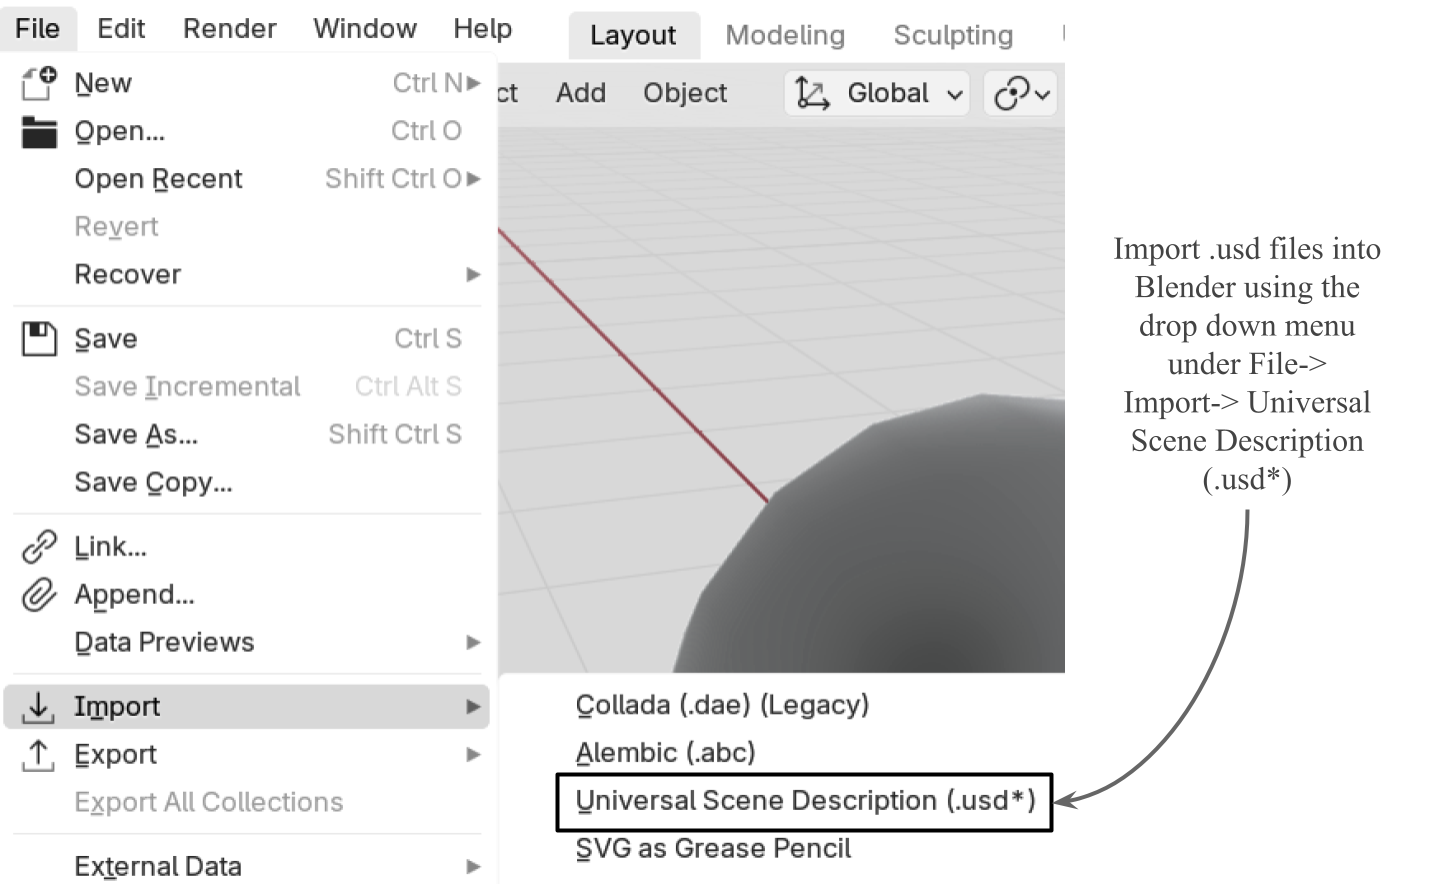 File Edit Render Window Help Layout Modeling Sculpting
New Ctrl N
ct Add Object Global
Open... Ctrl O
Open Recent Shift Ctrl O
Revert
Recover
Save Ctrl S
Save Incremental Ctrl Alt S
Save As... Shift Ctrl S
Save Copy...
Link...
Append...
Data Previews
Import
Export
Export All Collections
External Data
Collada (.dae) (Legacy)
Alembic (.abc)
Universal Scene Description (.usd*)
SVG as Grease Pencil
Import .usd files into
Blender using the
drop down menu
under File->
Import-> Universal
Scene Description
(.usd*)